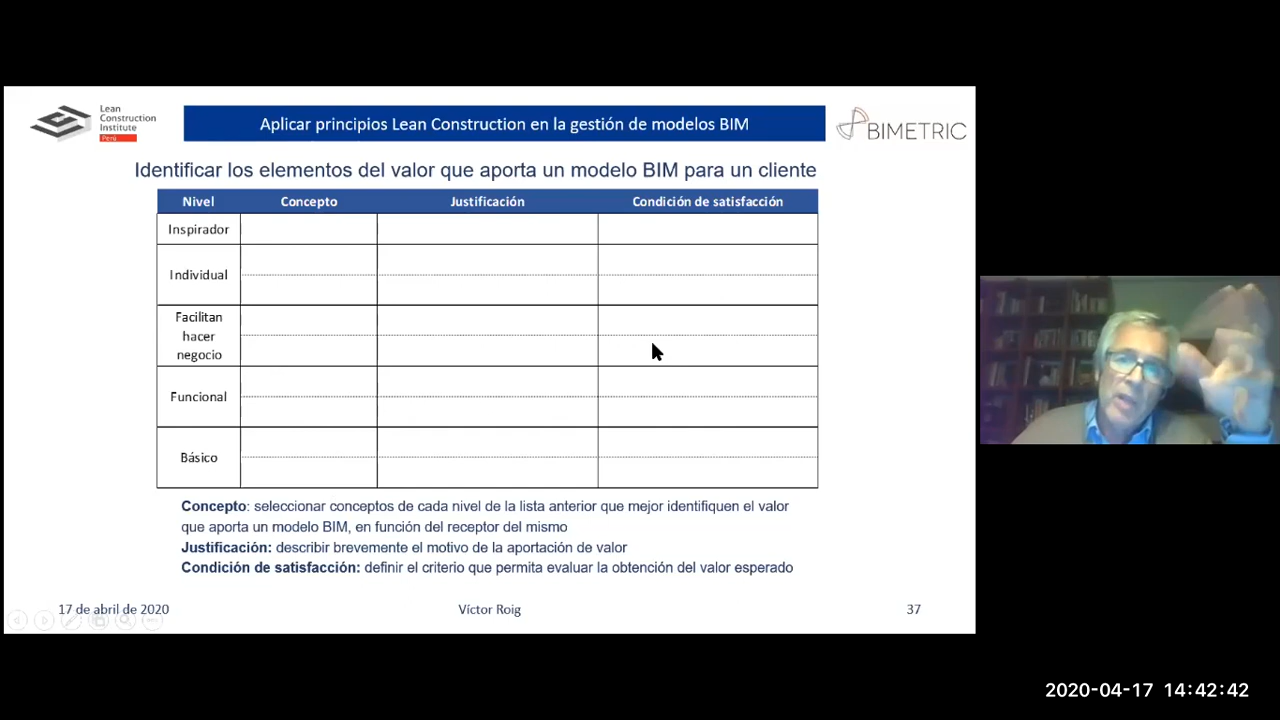 Lean
Construction
Institute
Perú
Aplicar principios Lean Construction en la gestión de modelos BIM
BIMETRIC
Identificar los elementos del valor que aporta un modelo BIM para un cliente
Nivel Concepto Justificación Condición de satisfacción
Inspirador
Individual
Facilitan
hacer
negocio
Funcional
Básico
Concepto: seleccionar conceptos de cada nivel de la lista anterior que mejor identifiquen el valor
que aporta un modelo BIM, en función del receptor del mismo
Justificación: describir brevemente el motivo de la aportación de valor
Condición de satisfacción: definir el criterio que permita evaluar la obtención del valor esperado
17 de abril de 2020 Víctor Roig 37
2020-04-17 14:42:42